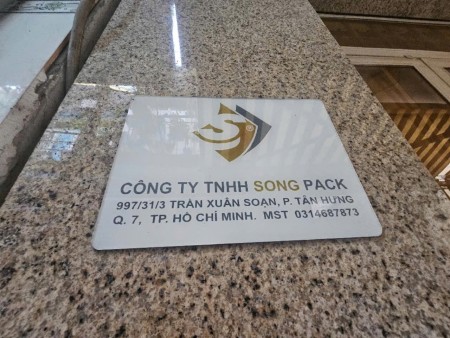 CÔNG TY TNHH SONG PACK
997/31/3 TRẦN XUÂN SOẠN, P. TÂN HƯNG
Q. 7, TP. HỒ CHÍ MINH. MST 0314687873